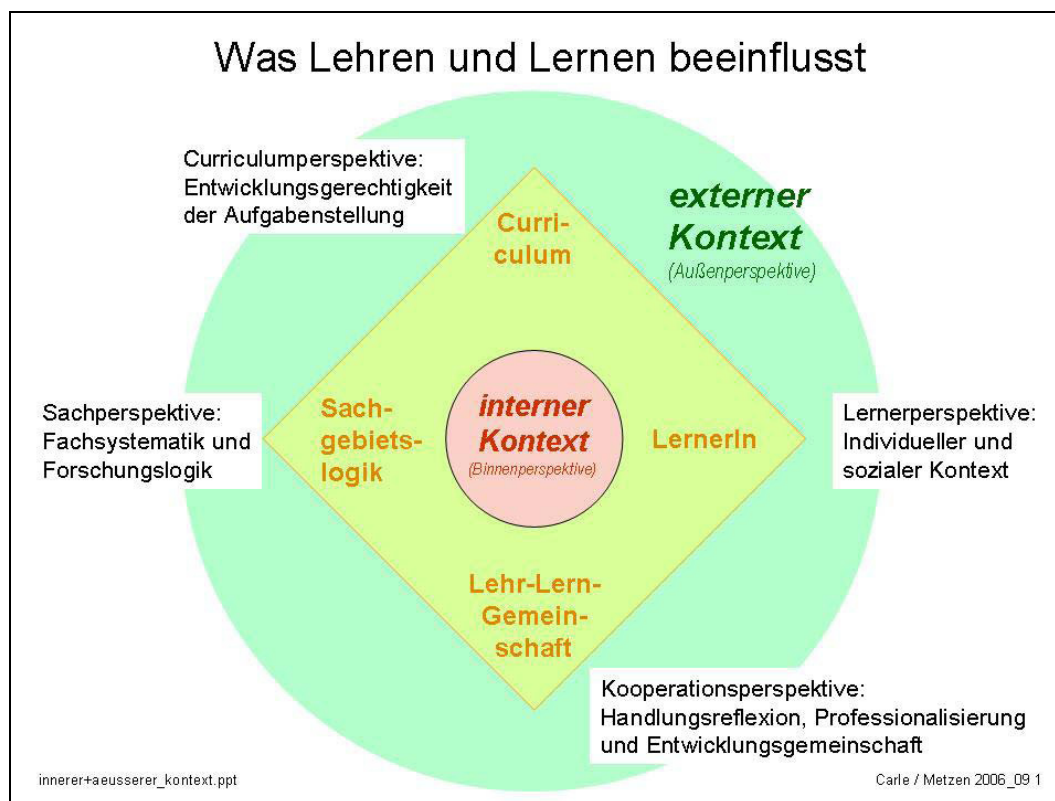 Was Lehren und Lernen beeinflusst
Curriculumperspektive:
Entwicklungsgerechtigkeit
der Aufgabenstellung
externer
Kontext
(Außenperspektive)
Curri-
culum
Sachperspektive:
Fachsystematik und
Forschungslogik
Sach-
gebiets-
logik
interner
Kontext
(Binnenperspektive)
LernerIn
Lernerperspektive:
Individueller und
sozialer Kontext
Lehr-Lern-
Gemein-
schaft
Kooperationsperspektive:
Handlungsreflexion, Professionalisierung
und Entwicklungsgemeinschaft
innerer+aeusserer_kontext.ppt
Carle / Metzen 2006_09 1